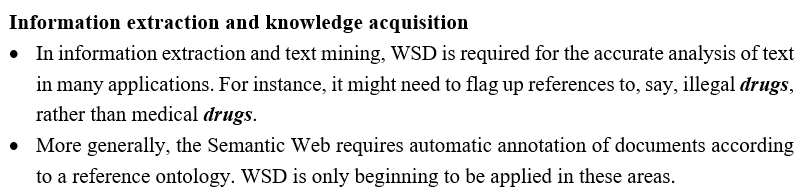 Information extraction and knowledge acquisition
• In information extraction and text mining, WSD is required for the accurate analysis of text
in many applications. For instance, it might need to flag up references to, say, illegal drugs,
rather than medical drugs.
• More generally, the Semantic Web requires automatic annotation of documents according
to a reference ontology. WSD is only beginning to be applied in these areas.